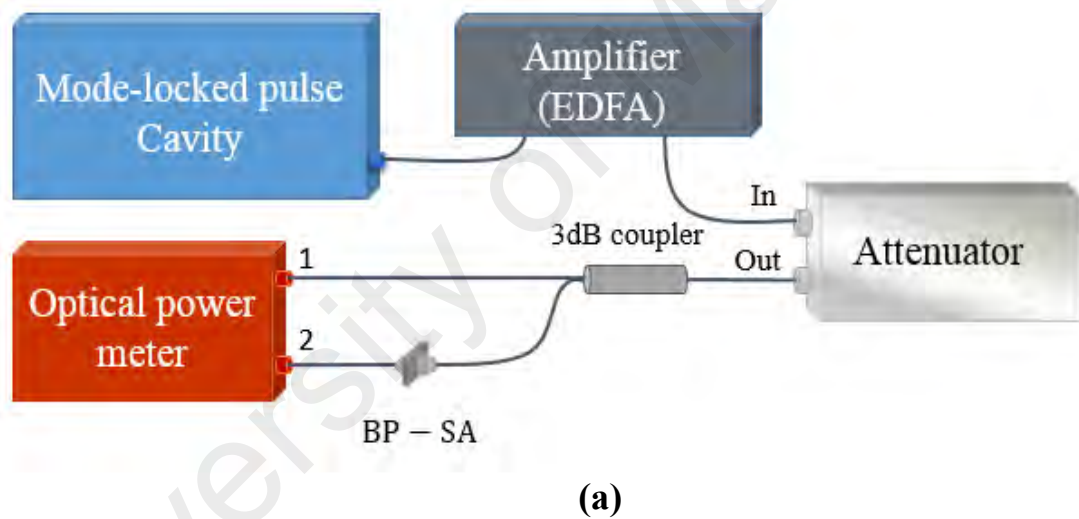 Mode-locked pulse
Cavity
Amplifier
(EDFA)
In
3dB coupler
Out
Attenuator
1
Optical power
meter
2
BP – SA
(a)